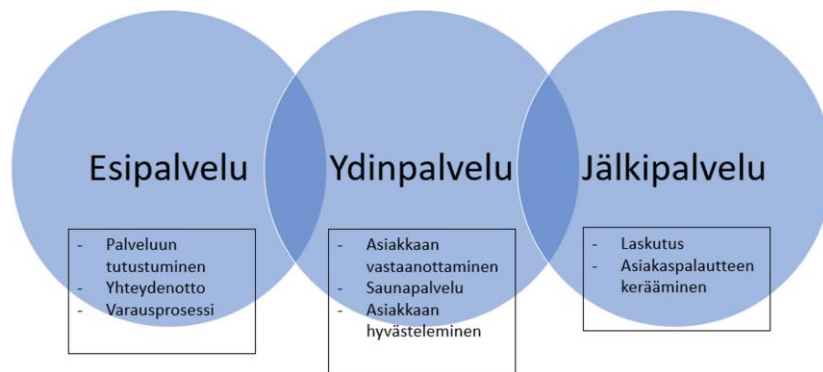 Esipalvelu
- Palveluun
tutustuminen
- Yhteydenotto
- Varausprosessi
Ydinpalvelu
- Asiakkaan
vastaanottaminen
- Saunapalvelu
- Asiakkaan
hyvästeleminen
Jälkipalvelu
- Laskutus
- Asiakaspalautteen
kerääminen